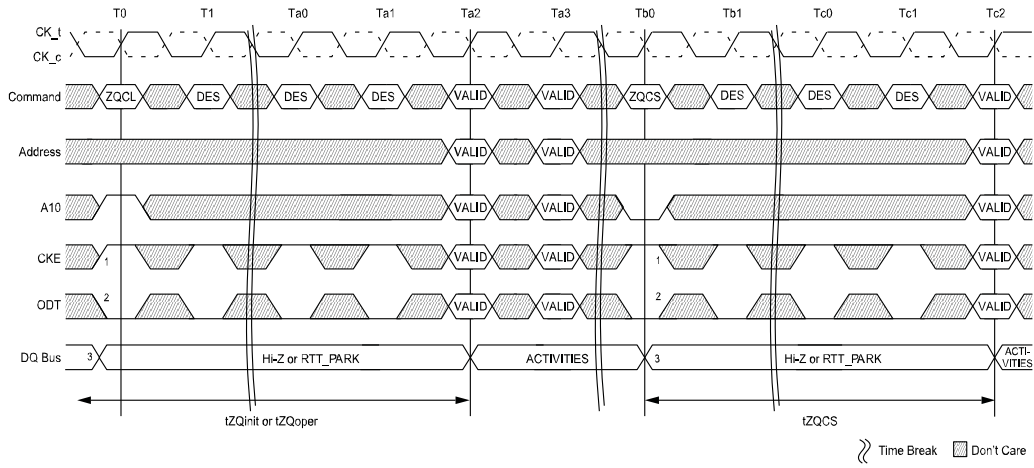 T0 T1 Ta0 Ta1 Ta2 Ta3 Tb0 Tb1 Tc0 Tc1 Tc2
CK_t
CK_c
Command ZQCL DES DES DES VALID VALID ZQCS DES DES DES VALID
Address VALID VALID VALID
A10 VALID VALID VALID
CKE 1 VALID VALID 1 VALID
ODT 2 VALID VALID 2 VALID
DQ Bus 3 Hi-Z or RTT_PARK ACTIVITIES 3 Hi-Z or RTT_PARK ACTI-
VITIES
tZQinit or tZQoper tZQCS
Time Break Don't Care